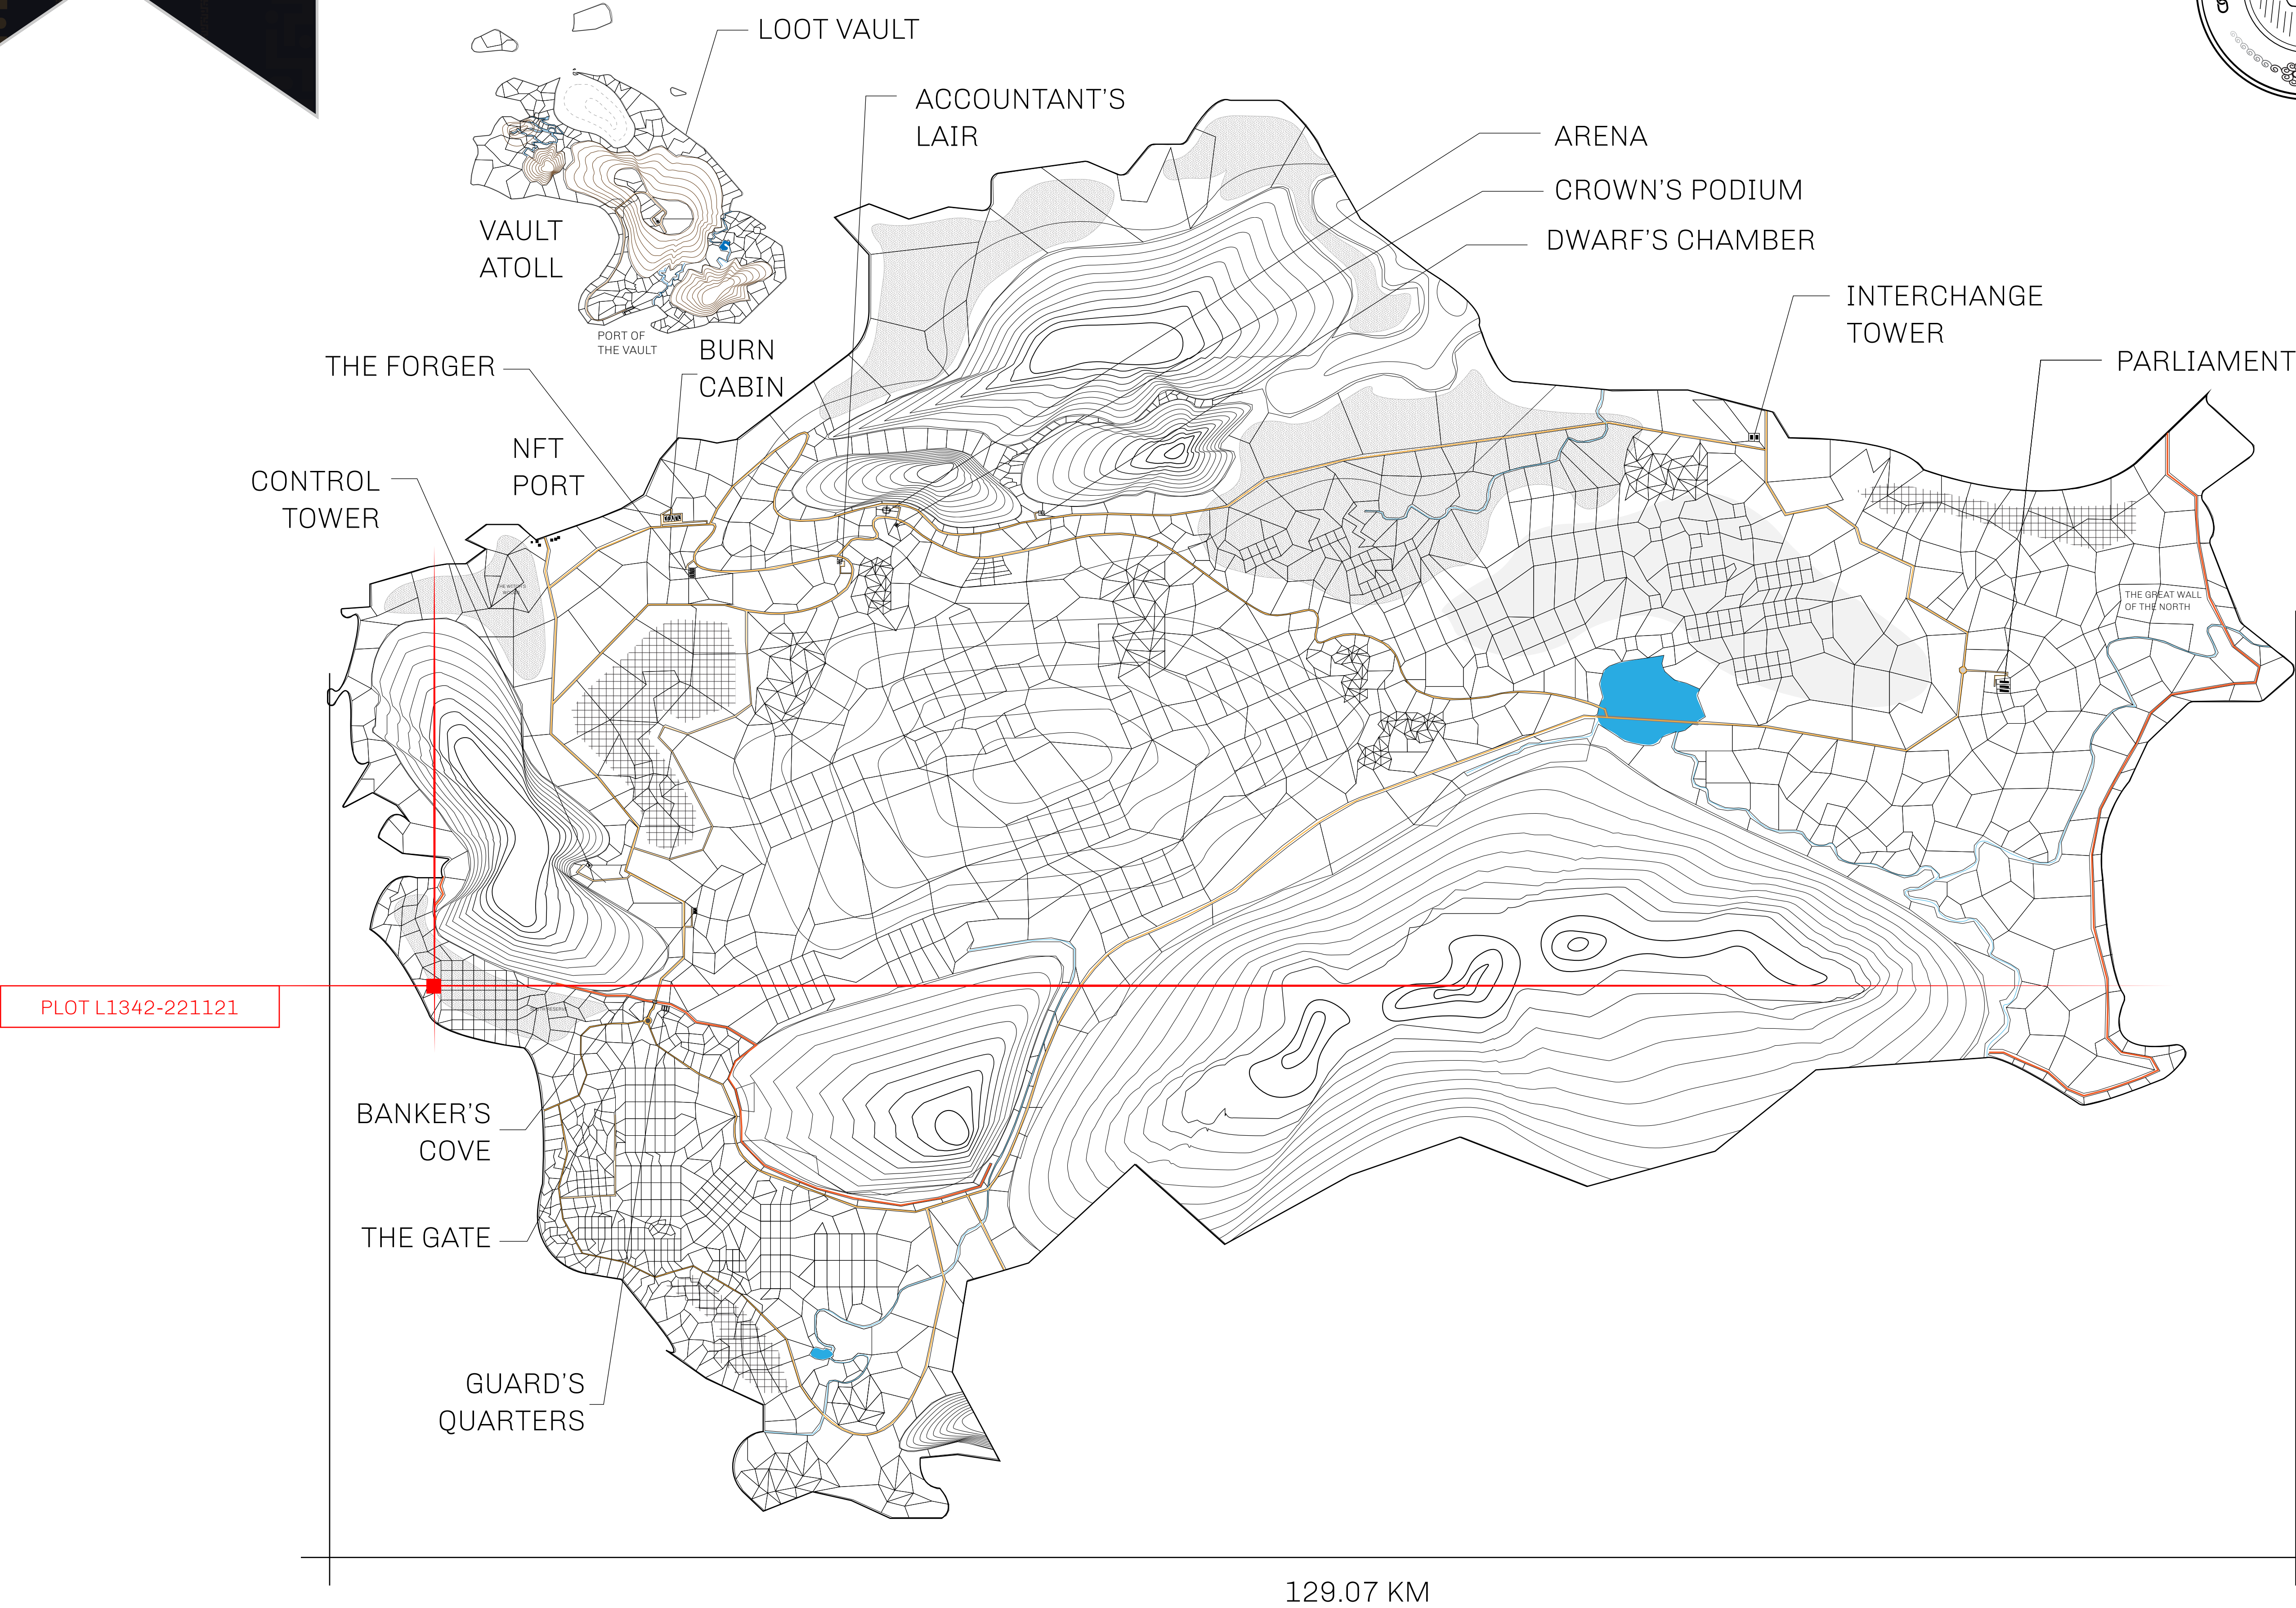 LOOT VAULT
ACCOUNTANT'S
LAIR
ARENA
CROWN'S PODIUM
DWARF'S CHAMBER
VAULT
ATOLL
INTERCHANGE
TOWER
PORT OF
THE VAULT
BURN
CABIN
THE FORGER
PARLIAMENT
NFT
PORT
CONTROL
TOWER
THE GREAT WALL
OF THE NORTH
PLOT L1342-221121
BANKER'S
COVE
THE GATE
GUARD'S
QUARTERS
129.07 KM